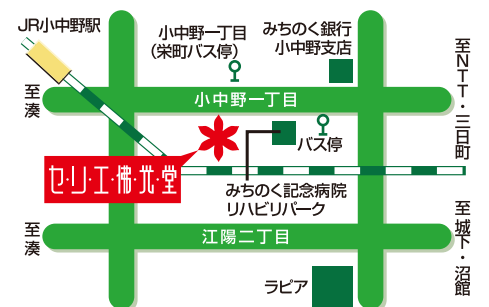 JR小中野駅
小中野一丁目
(栄町バス停)
みちのく銀行
小中野支店
至NTT・三日町
至湊
小中野一丁目
バス停
セ・リ・エ・佛・光・堂
みちのく記念病院
リハビリパーク
至湊
江陽二丁目
至城下・沼館
ラピア